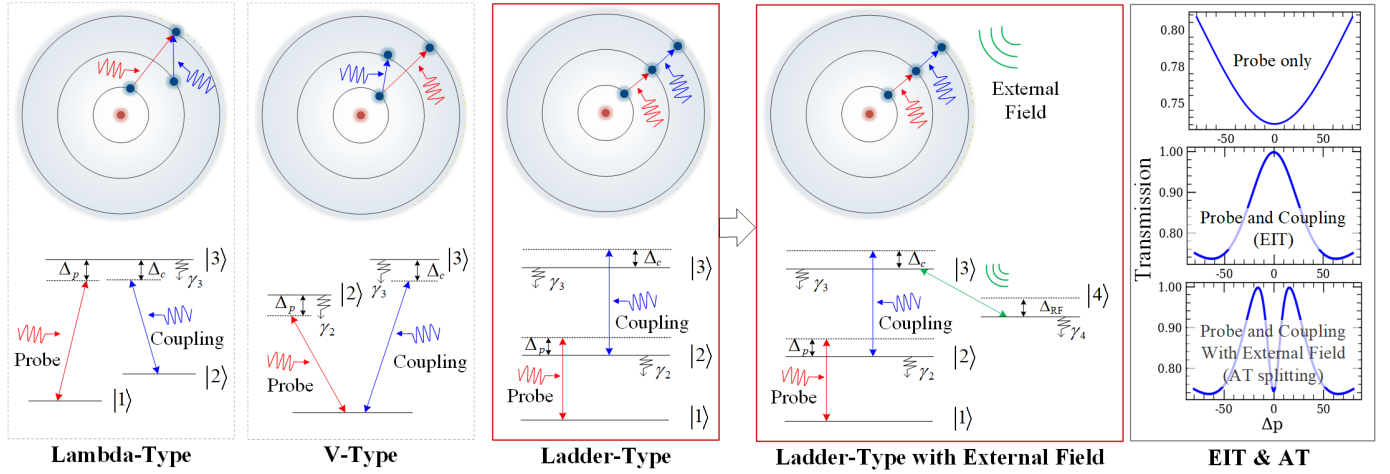 Δp
Δc
|3⟩
γ3
Coupling
Probe
|2⟩
|1⟩
Lambda-Type
|3⟩
Δc
γ3
|2⟩
Δp
γ2
Coupling
Probe
V-Type
Δc
|3⟩
γ3
Coupling
Δp
|2⟩
γ2
Probe
|1⟩
Ladder-Type
External
Field
Δc
|3⟩
γ3
|4⟩
ΔRF
γ4
Coupling
Δp
|2⟩
γ2
Probe
|1⟩
Ladder-Type with External Field
Transmission
0.80
0.78
0.75
Probe only
-50 0 50
1.00
0.90
0.80
Probe and Coupling
(EIT)
-50 0 50
1.00
0.90
0.80
Probe and Coupling
With External Field
(AT splitting)
-50 0 50
Δp
EIT & AT